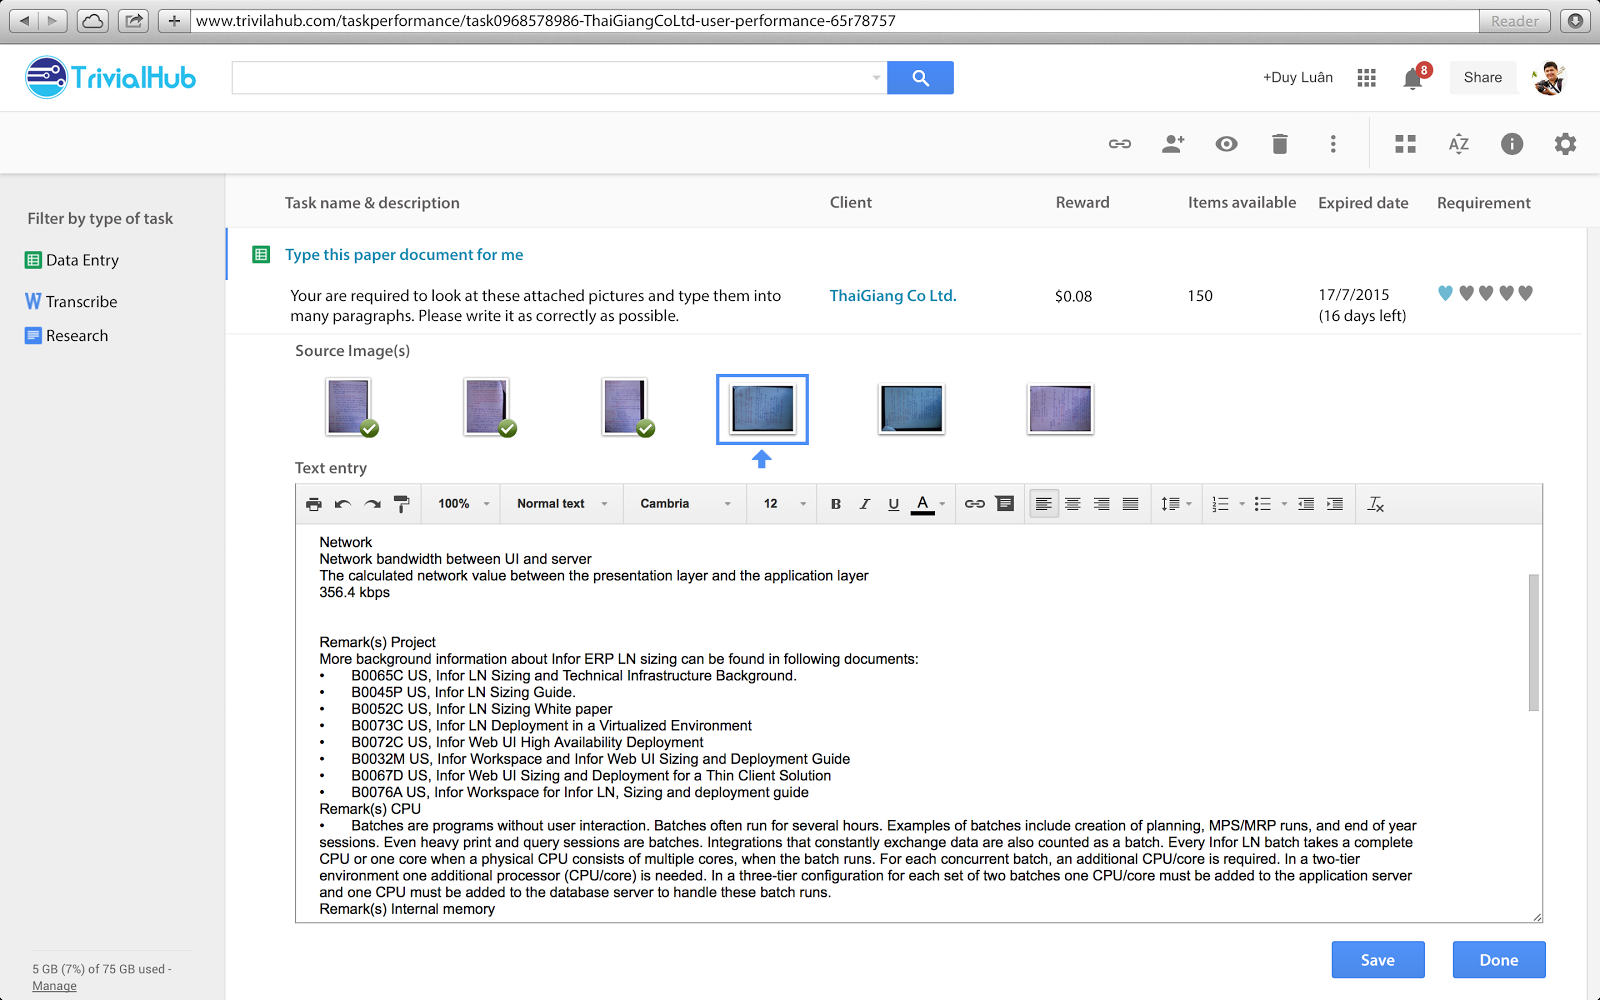 www.trivilahub.com/taskperformance/task0968578986-ThaiGiangCoLtd-user-performance-65r78757
Reader
TrivialHub
+Duy Luân
8
Share
Filter by type of task
Data Entry
Transcribe
Research
Task name & description
Client
Reward
Items available
Expired date
Requirement
Type this paper document for me
Your are required to look at these attached pictures and type them into
many paragraphs. Please write it as correctly as possible.
ThaiGiang Co Ltd.
$0.08
150
17/7/2015
(16 days left)
Source Image(s)
Text entry
100%
Normal text
Cambria
12
B
I
U
A
Network
Network bandwidth between UI and server
The calculated network value between the presentation layer and the application layer
356.4 kbps
Remark(s) Project
More background information about Infor ERP LN sizing can be found in following documents:
• B0065C US, Infor LN Sizing and Technical Infrastructure Background.
• B0045P US, Infor LN Sizing Guide.
• B0052C US, Infor LN Sizing White paper
• B0073C US, Infor LN Deployment in a Virtualized Environment
• B0072C US, Infor Web UI High Availability Deployment
• B0032M US, Infor Workspace and Infor Web UI Sizing and Deployment Guide
• B0067D US, Infor Web UI Sizing and Deployment for a Thin Client Solution
• B0076A US, Infor Workspace for Infor LN, Sizing and deployment guide
Remark(s) CPU
• Batches are programs without user interaction. Batches often run for several hours. Examples of batches include creation of planning, MPS/MRP runs, and end of year
sessions. Even heavy print and query sessions are batches. Integrations that constantly exchange data are also counted as a batch. Every Infor LN batch takes a complete
CPU or one core when a physical CPU consists of multiple cores, when the batch runs. For each concurrent batch, an additional CPU/core is required. In a two-tier
environment one additional processor (CPU/core) is needed. In a three-tier configuration for each set of two batches one CPU/core must be added to the application server
and one CPU must be added to the database server to handle these batch runs.
Remark(s) Internal memory
Save
Done
5 GB (7%) of 75 GB used -
Manage